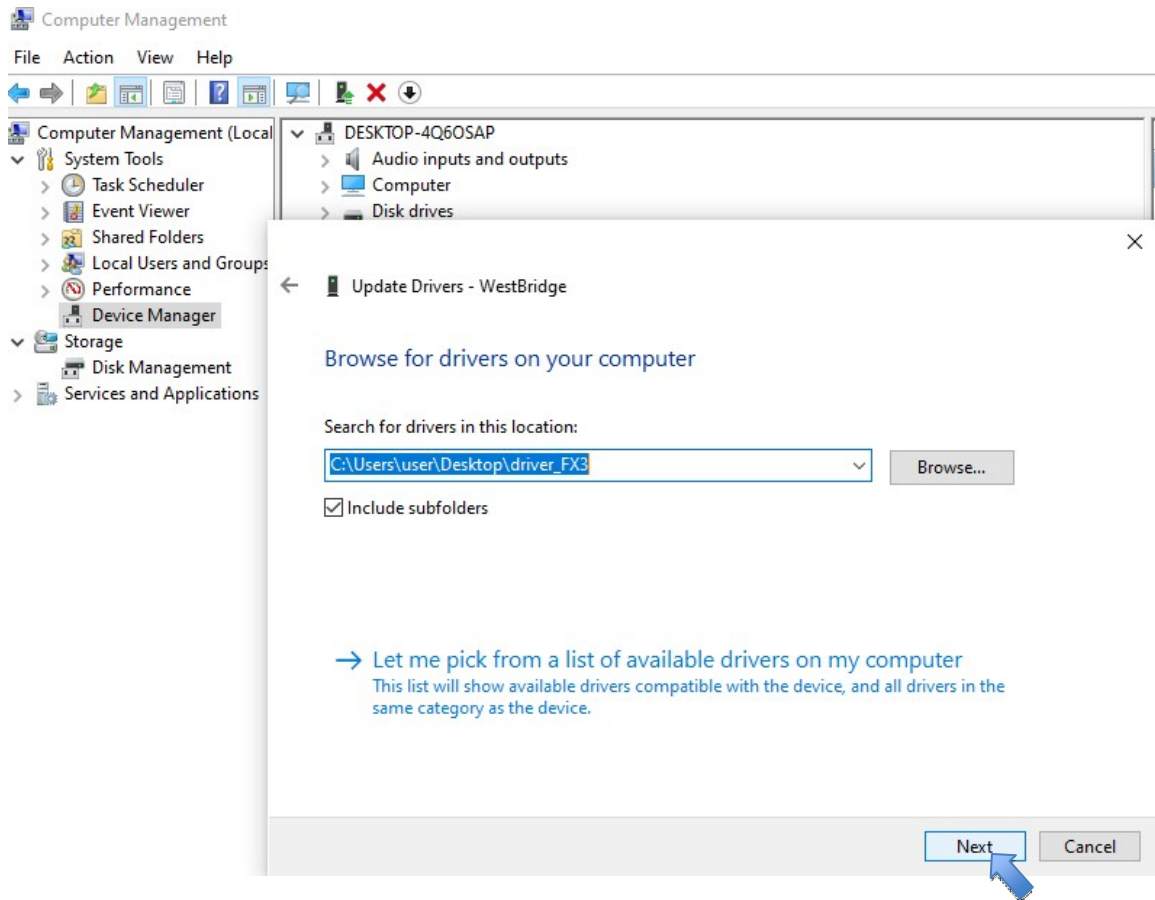 Computer Management
File Action View Help
Computer Management (Local
System Tools
Task Scheduler
Event Viewer
Shared Folders
Local Users and Groups
Performance
Device Manager
Storage
Disk Management
Services and Applications
DESKTOP-4Q6OSAP
Audio inputs and outputs
Computer
Disk drives
Update Drivers - WestBridge
Browse for drivers on your computer
Search for drivers in this location:
C:\Users\user\Desktop\driver_FX3
Browse...
Include subfolders
Let me pick from a list of available drivers on my computer
This list will show available drivers compatible with the device, and all drivers in the
same category as the device.
Next
Cancel